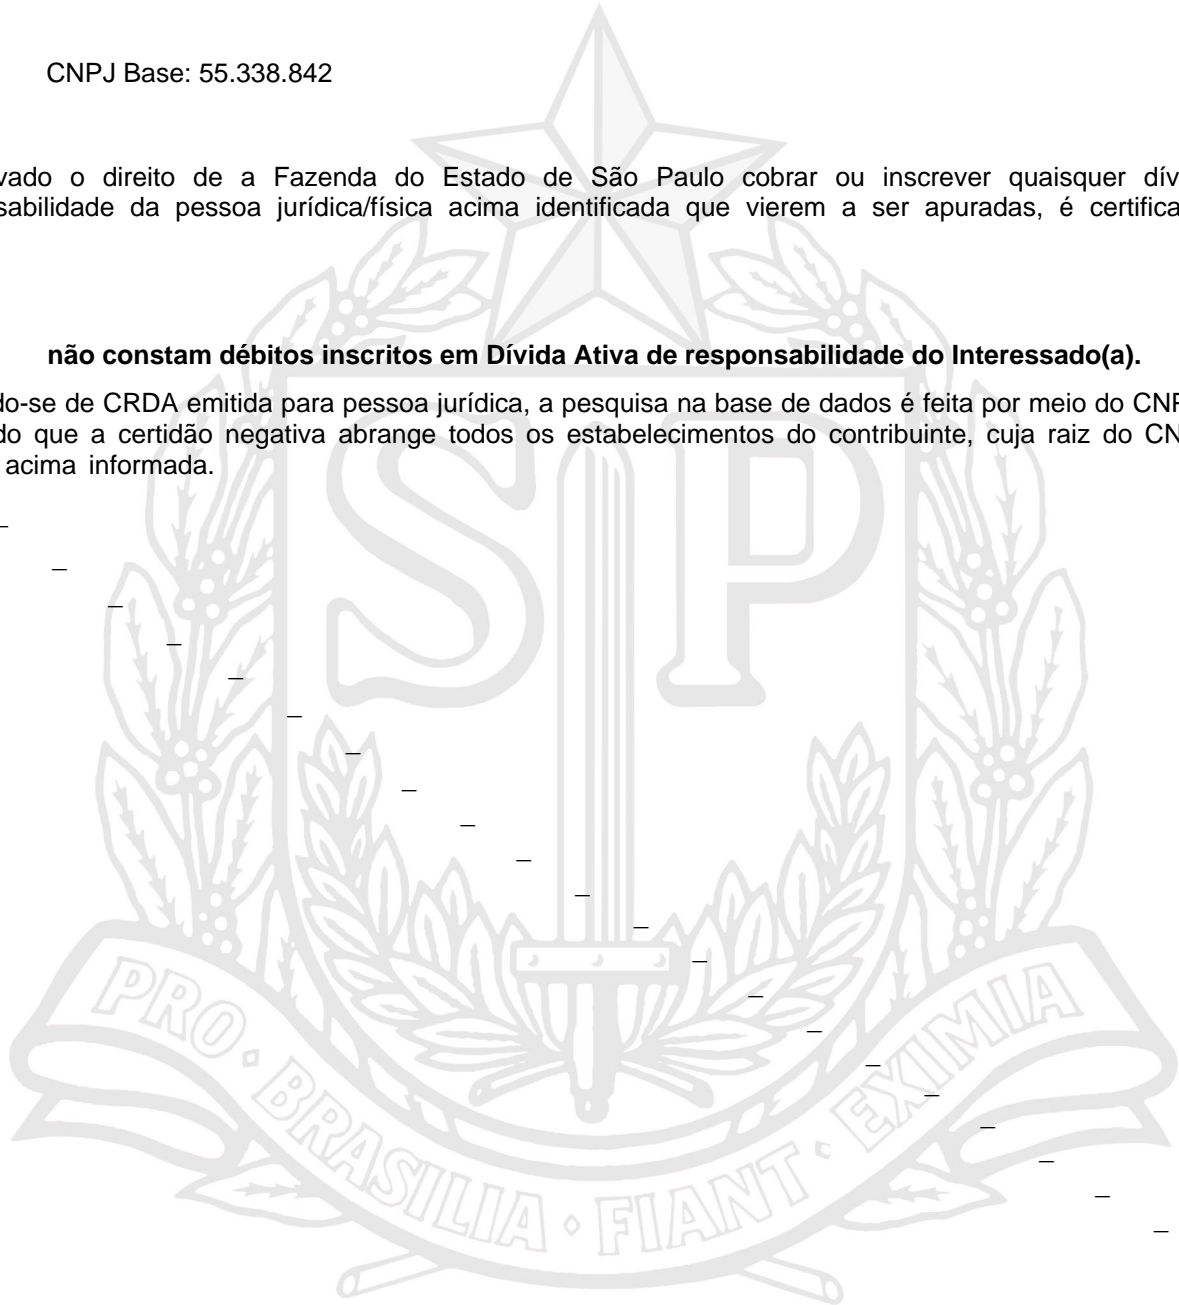 CNPJ Base: 55.338.842
vado o direito de a Fazenda do Estado de São Paulo cobrar ou inscrever quaisquer dív
sabilidade da pessoa jurídica/física acima identificada que vierem a ser apuradas, é certifica
não constam débitos inscritos em Dívida Ativa de responsabilidade do Interessado(a).
do-se de CRDA emitida para pessoa jurídica, a pesquisa na base de dados é feita por meio do CNP
do que a certidão negativa abrange todos os estabelecimentos do contribuinte, cuja raiz do CN
acima informada.
SP
PRO • BRASILIA • FIANT • EXIMIA